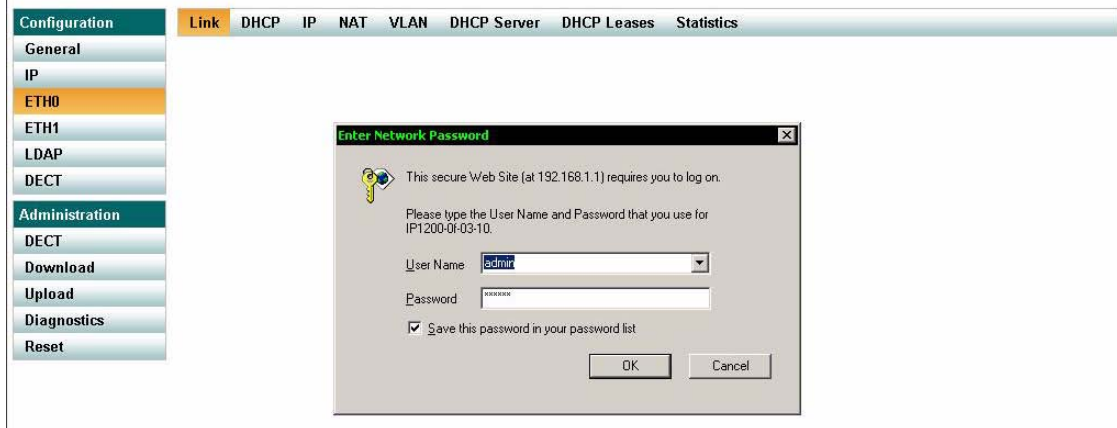 Configuration
General
IP
ETH0
ETH1
LDAP
DECT
Administration
DECT
Download
Upload
Diagnostics
Reset
Link DHCP IP NAT VLAN DHCP Server DHCP Leases Statistics
Enter Network Password
This secure Web Site (at 192.168.1.1) requires you to log on.
Please type the User Name and Password that you use for
IP1200-0f-03-10.
User Name admin
Password ******
Save this password in your password list
OK Cancel